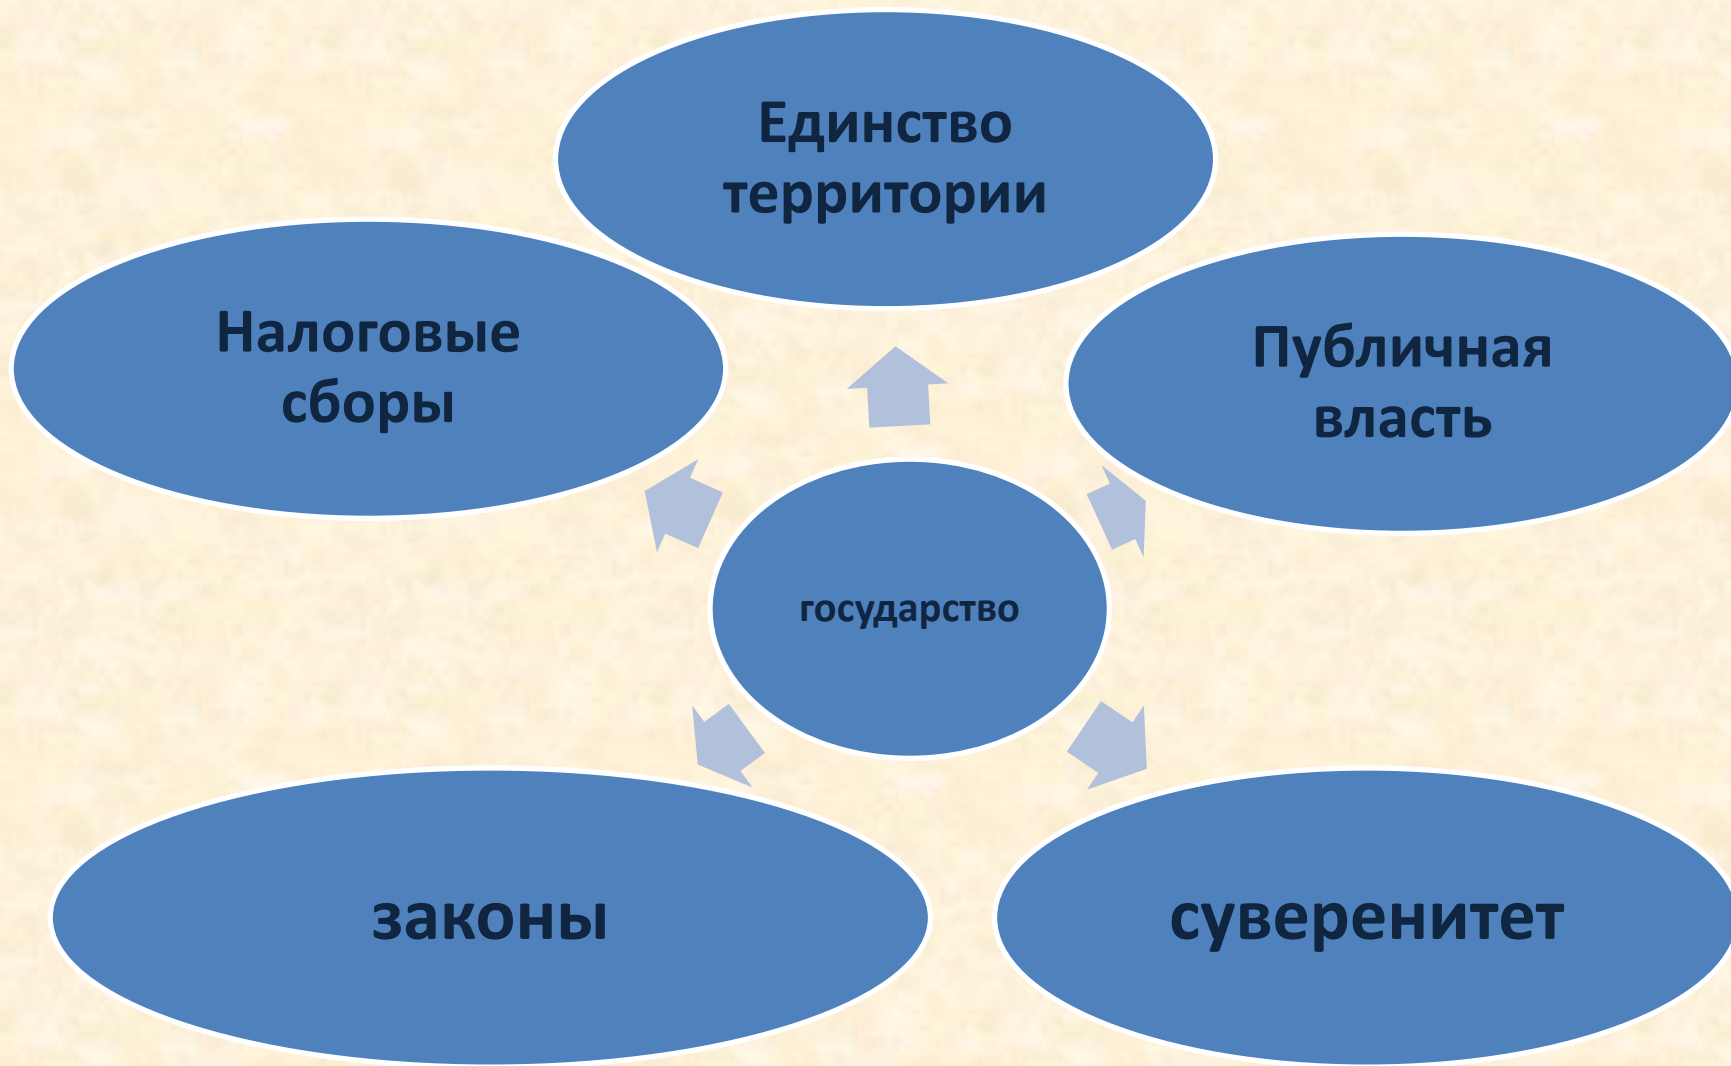 Единство
территории
Налоговые
сборы
Публичная
власть
государство
законы
суверенитет